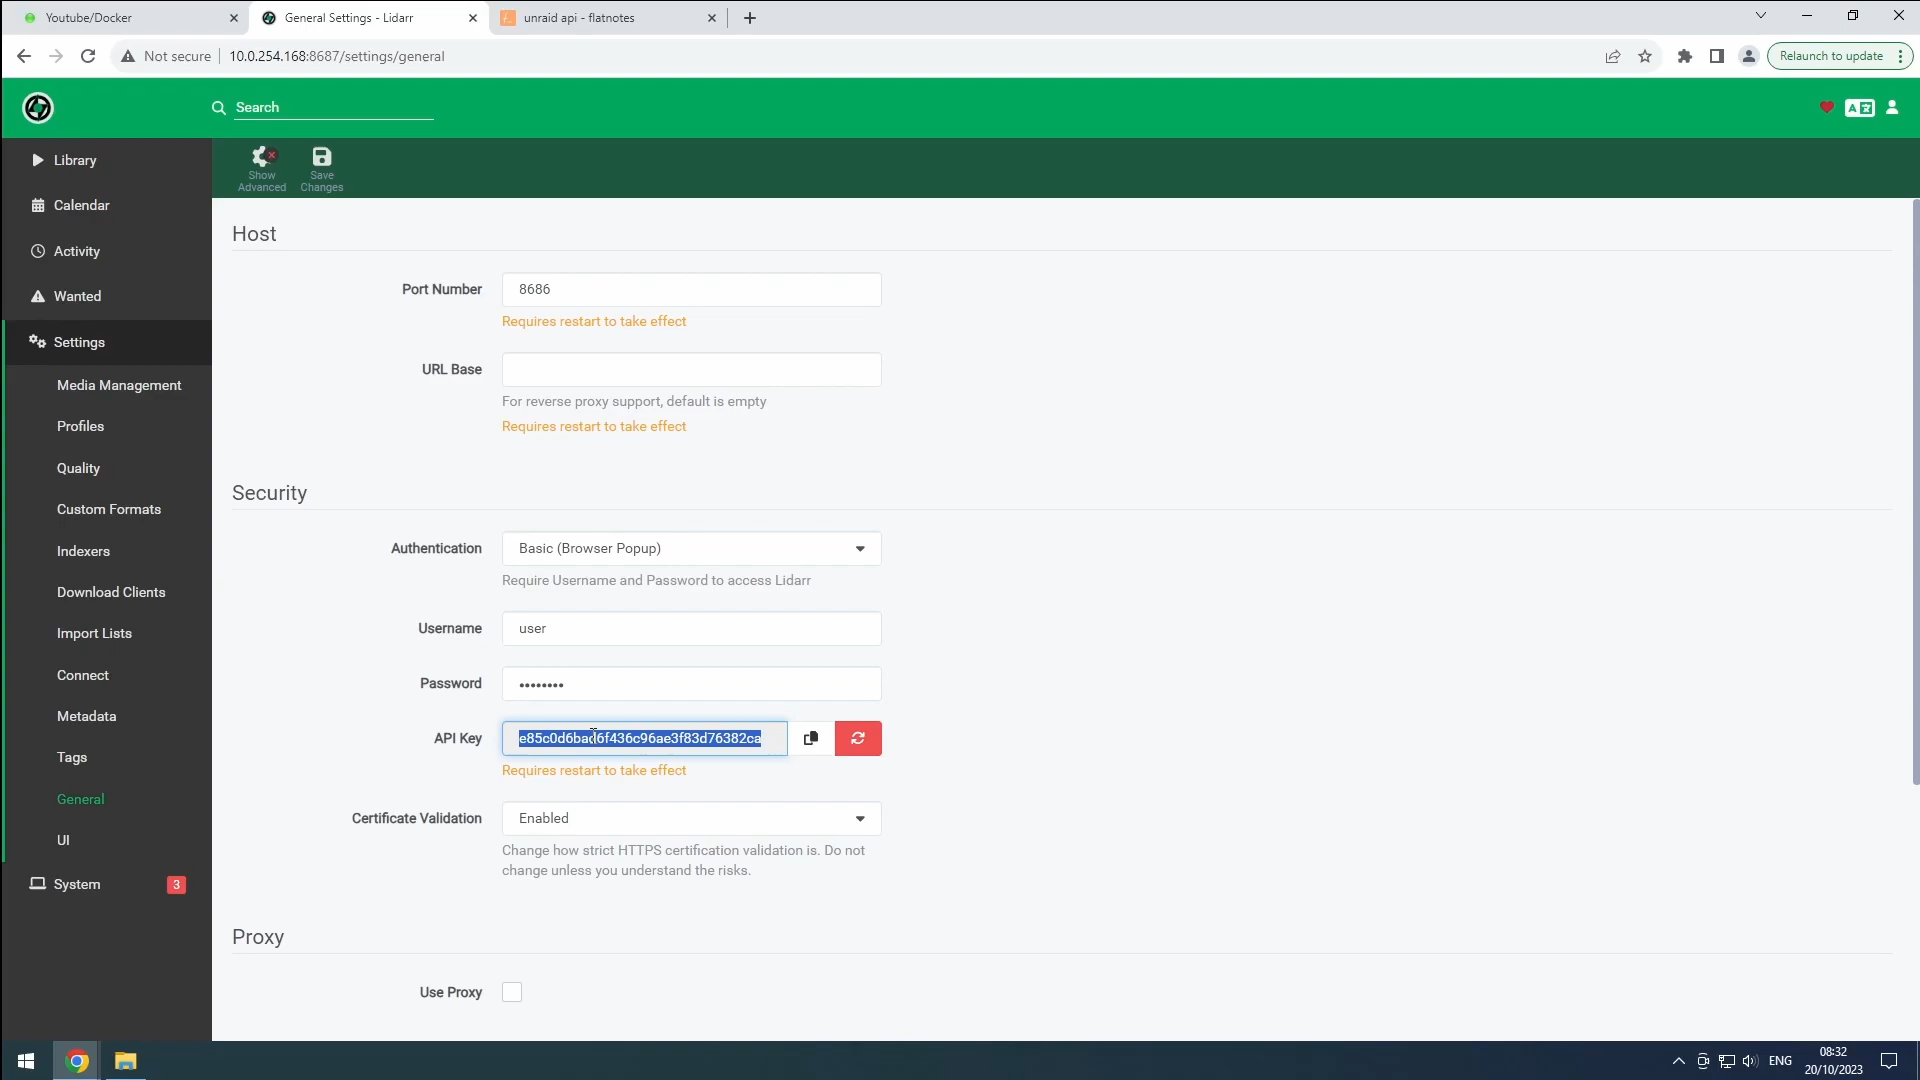 Youtube/Docker
General Settings - Lidarr
unraid api - flatnotes
Not secure
10.0.254.168:8687/settings/general
Relaunch to update
Search
Library
Calendar
Activity
Wanted
Settings
Media Management
Profiles
Quality
Custom Formats
Indexers
Download Clients
Import Lists
Connect
Metadata
Tags
General
UI
System
3
Show
Advanced
Save
Changes
Host
Port Number
8686
Requires restart to take effect
URL Base
For reverse proxy support, default is empty
Requires restart to take effect
Security
Authentication
Basic (Browser Popup)
Require Username and Password to access Lidarr
Username
user
Password
••••••••
API Key
e85c0d6bad6f436c96ae3f83d76382ca
Requires restart to take effect
Certificate Validation
Enabled
Change how strict HTTPS certification validation is. Do not
change unless you understand the risks.
Proxy
Use Proxy
ENG
08:32
20/10/2023